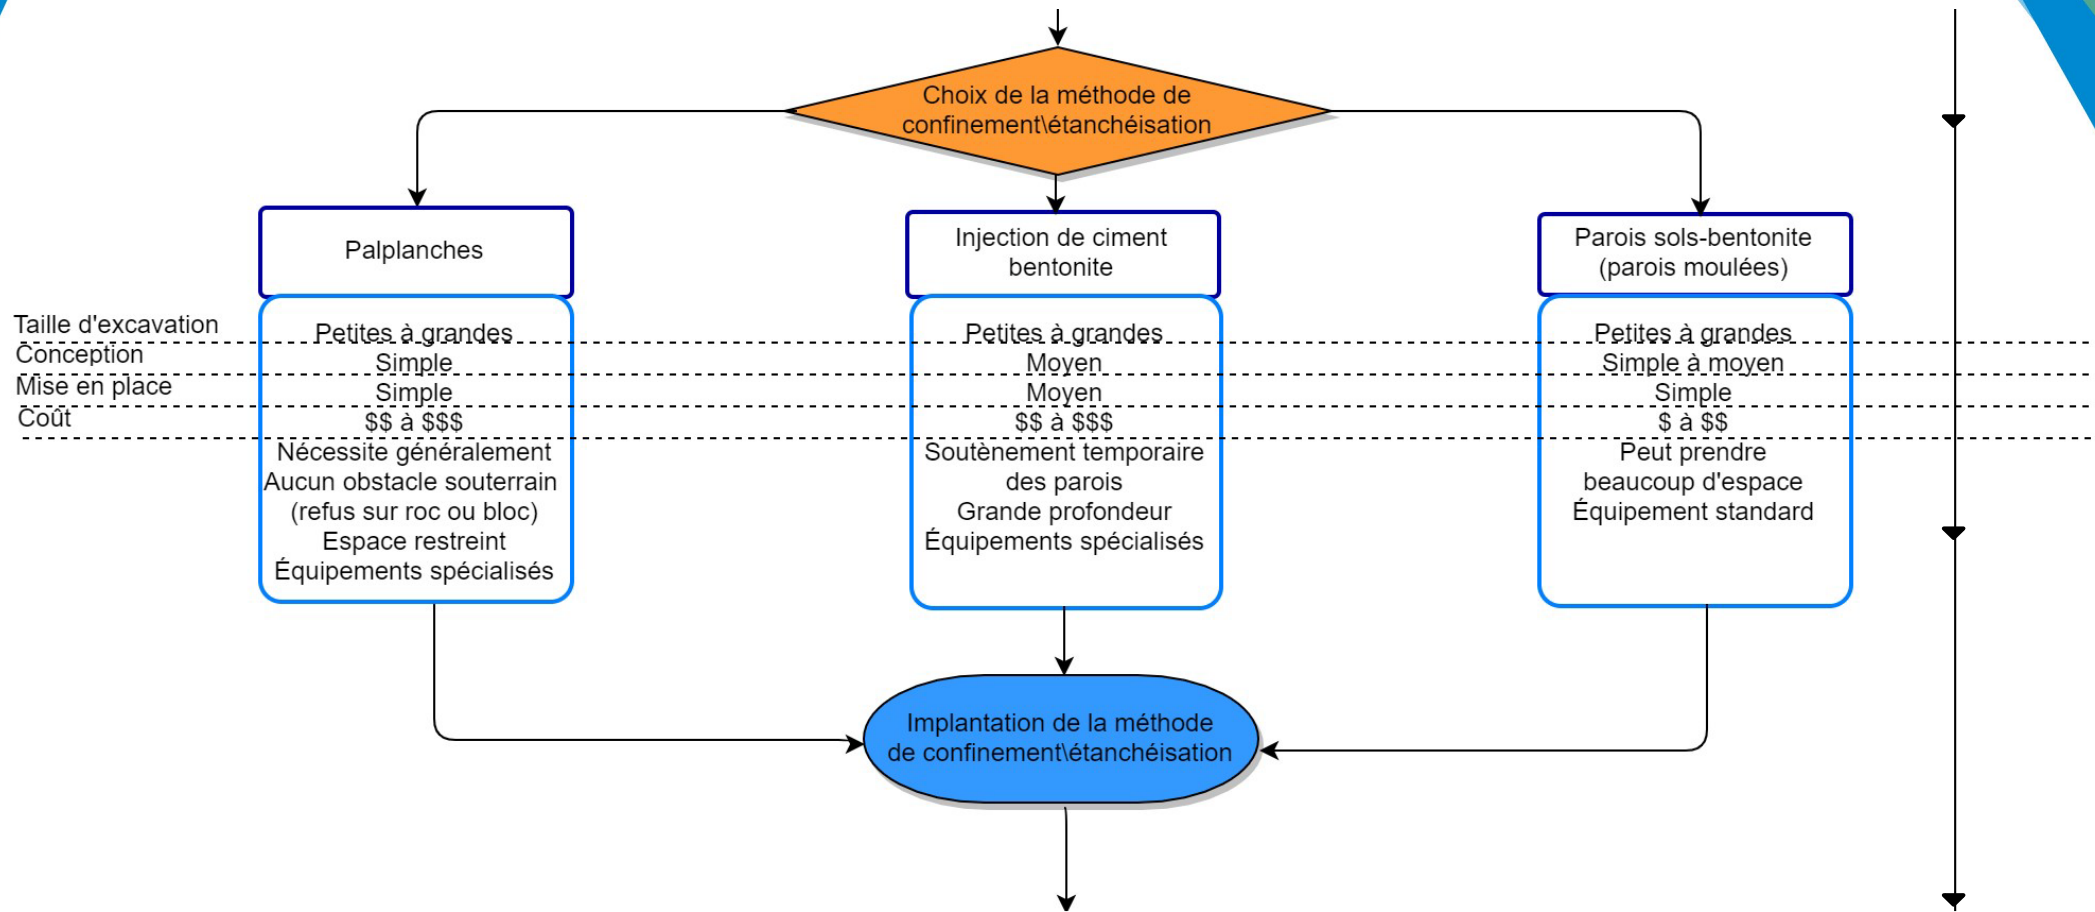 Choix de la méthode de
confinement\étanchéisation
Palplanches
Injection de ciment
bentonite
Parois sols-bentonite
(parois moulées)
Taille d'excavation
Conception
Mise en place
Coût
Petites à grandes
Simple
Simple
$$ à $$$
Nécessite généralement
Aucun obstacle souterrain
(refus sur roc ou bloc)
Espace restreint
Équipements spécialisés
Petites à grandes
Moyen
Moyen
$$ à $$$
Soutènement temporaire
des parois
Grande profondeur
Équipements spécialisés
Petites à grandes
Simple à moyen
Simple
$ à $$
Peut prendre
beaucoup d'espace
Équipement standard
Implantation de la méthode
de confinement\étanchéisation